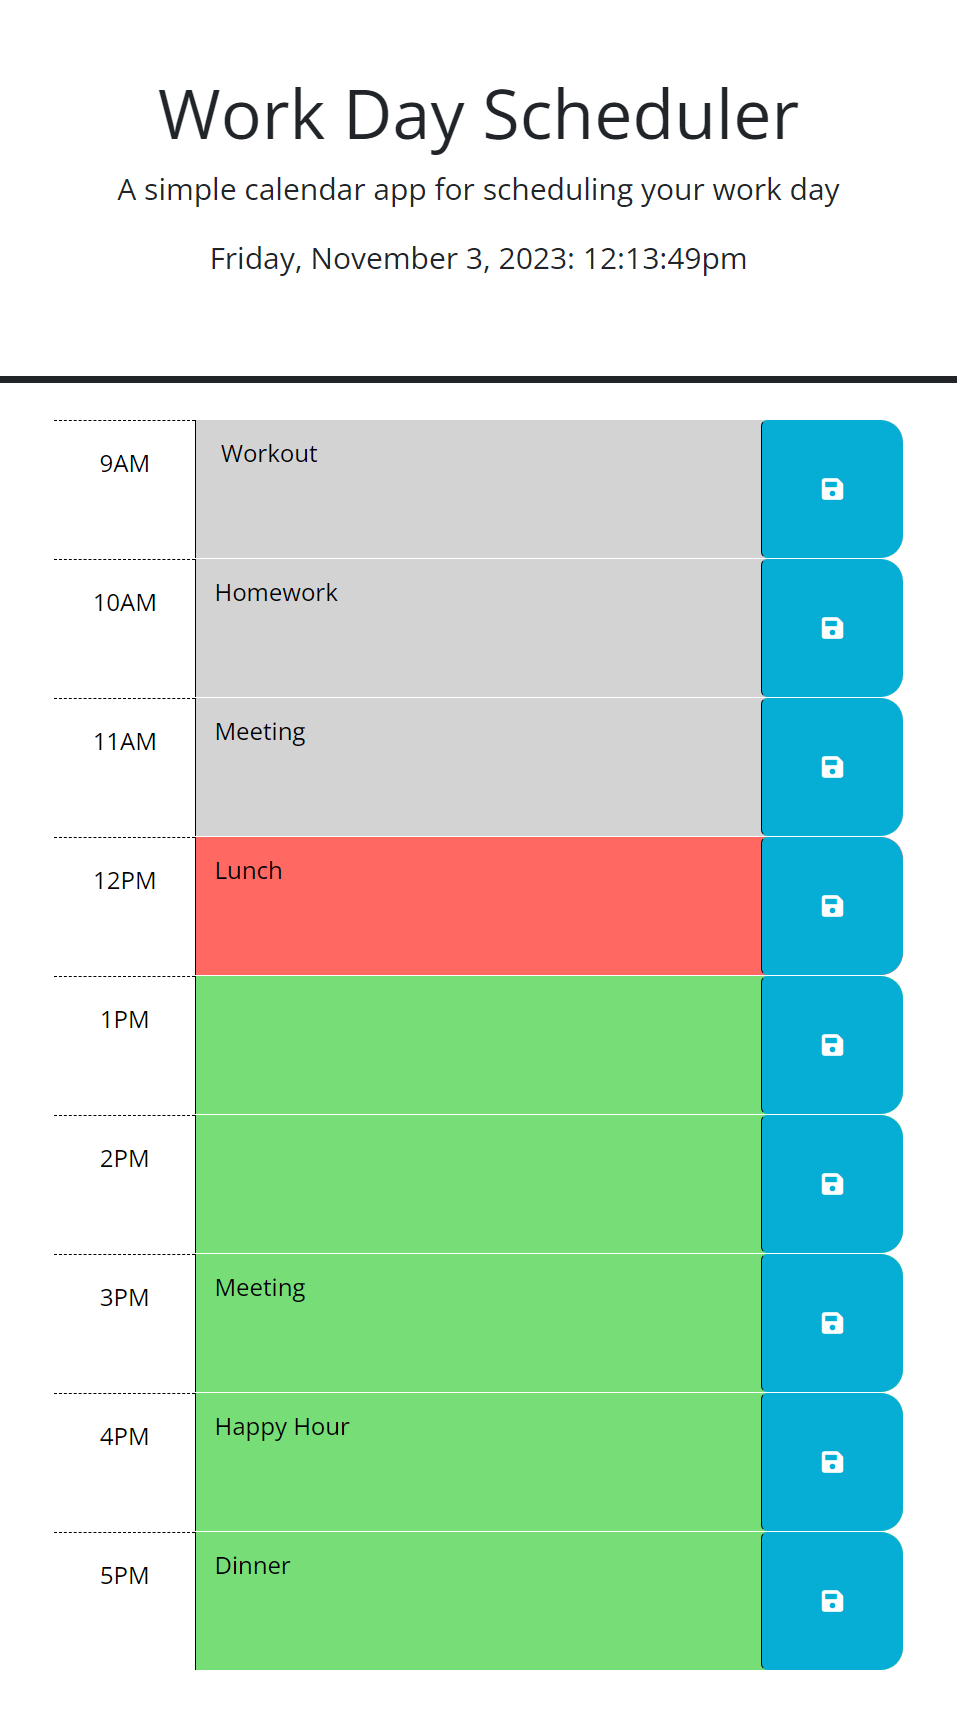 Work Day Scheduler
A simple calendar app for scheduling your work day
Friday, November 3, 2023: 12:13:49pm
9AM Workout
10AM Homework
11AM Meeting
12PM Lunch
1PM
2PM
3PM Meeting
4PM Happy Hour
5PM Dinner